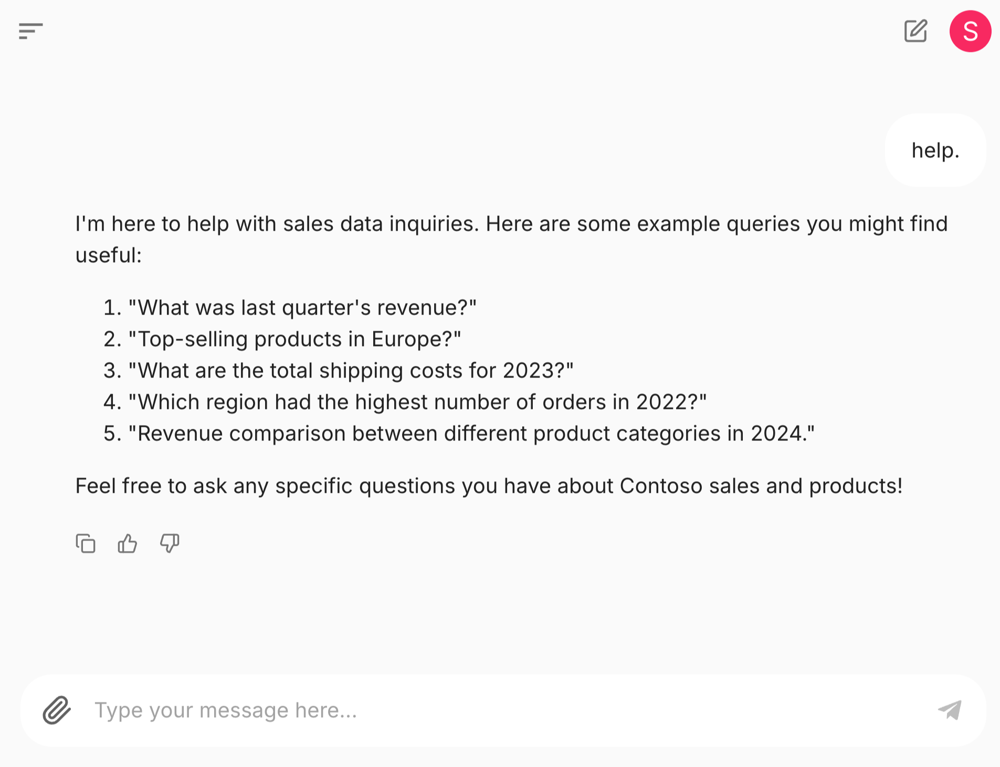 S
help.
I'm here to help with sales data inquiries. Here are some example queries you might find
useful:
1. "What was last quarter's revenue?"
2. "Top-selling products in Europe?"
3. "What are the total shipping costs for 2023?"
4. "Which region had the highest number of orders in 2022?"
5. "Revenue comparison between different product categories in 2024."
Feel free to ask any specific questions you have about Contoso sales and products!
Type your message here...